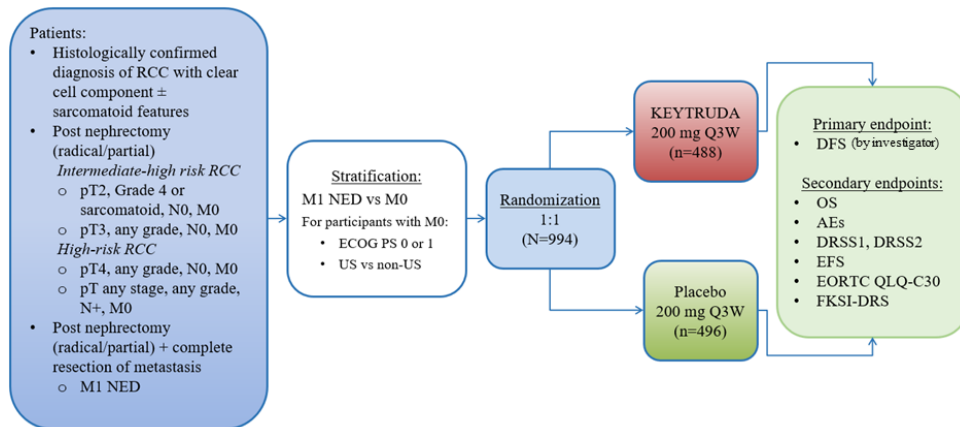 Patients:
• Histologically confirmed
diagnosis of RCC with clear
cell component ±
sarcomatoid features
• Post nephrectomy
(radical/partial)
Intermediate-high risk RCC
o pT2, Grade 4 or
sarcomatoid, N0, M0
o pT3, any grade, N0, M0
High-risk RCC
o pT4, any grade, N0, M0
o pT any stage, any grade,
N+, M0
• Post nephrectomy
(radical/partial) + complete
resection of metastasis
o M1 NED
Stratification:
M1 NED vs M0
For participants with M0:
• ECOG PS 0 or 1
• US vs non-US
Randomization
1:1
(N=994)
KEYTRUDA
200 mg Q3W
(n=488)
Placebo
200 mg Q3W
(n=496)
Primary endpoint:
• DFS (by investigator)
Secondary endpoints:
• OS
• AEs
• DRSS1, DRSS2
• EFS
• EORTC QLQ-C30
• FKSI-DRS